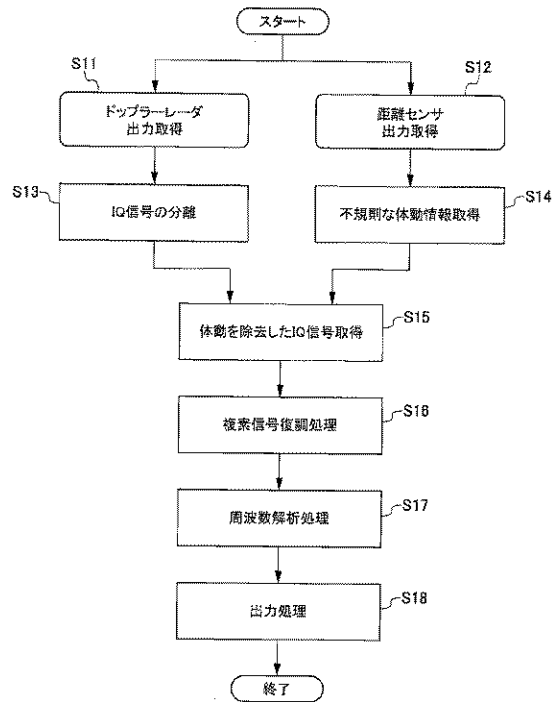 スタート
S11
S12
ドップラーレーダ
出力取得
距離センサ
出力取得
S13
IQ信号の分離
不規則な体動情報取得
S14
体動を除去したIQ信号取得
S15
複素信号復調処理
S16
周波数解析処理
S17
出力処理
S18
終了